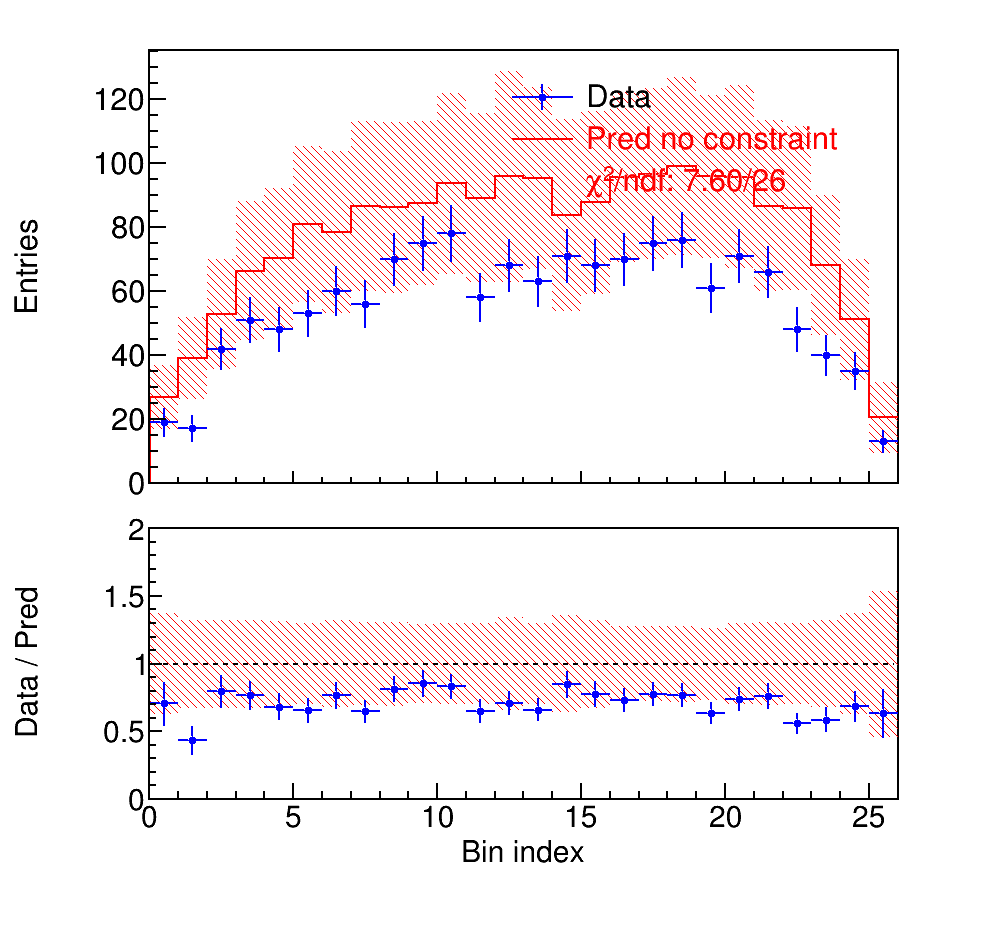 120
100
80
60
40
20
0
Entries
Data
Pred no constraint
χ²/ndf: 7.60/26
2
1.5
1
0.5
0
Data / Pred
0 5 10 15 20 25
Bin index